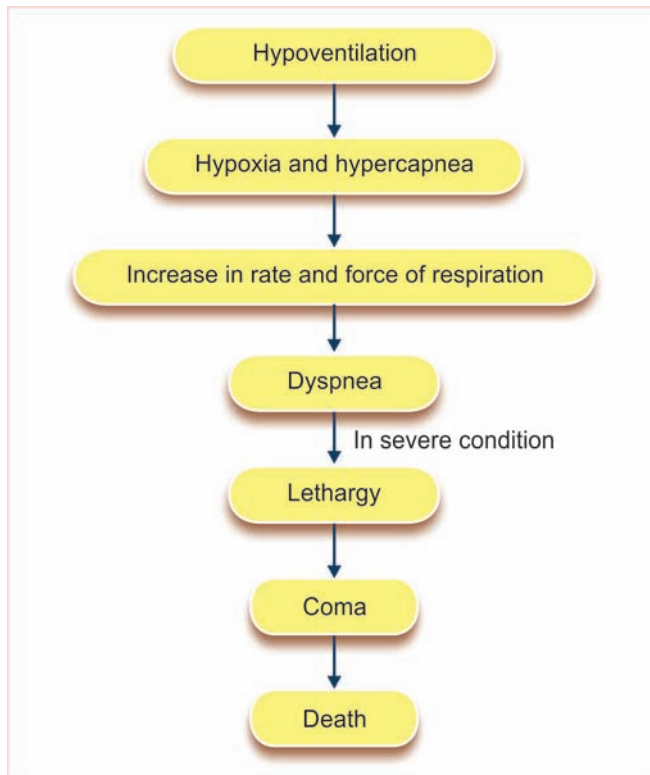 Hypoventilation
Hypoxia and hypercapnea
Increase in rate and force of respiration
Dyspnea
In severe condition
Lethargy
Coma
Death